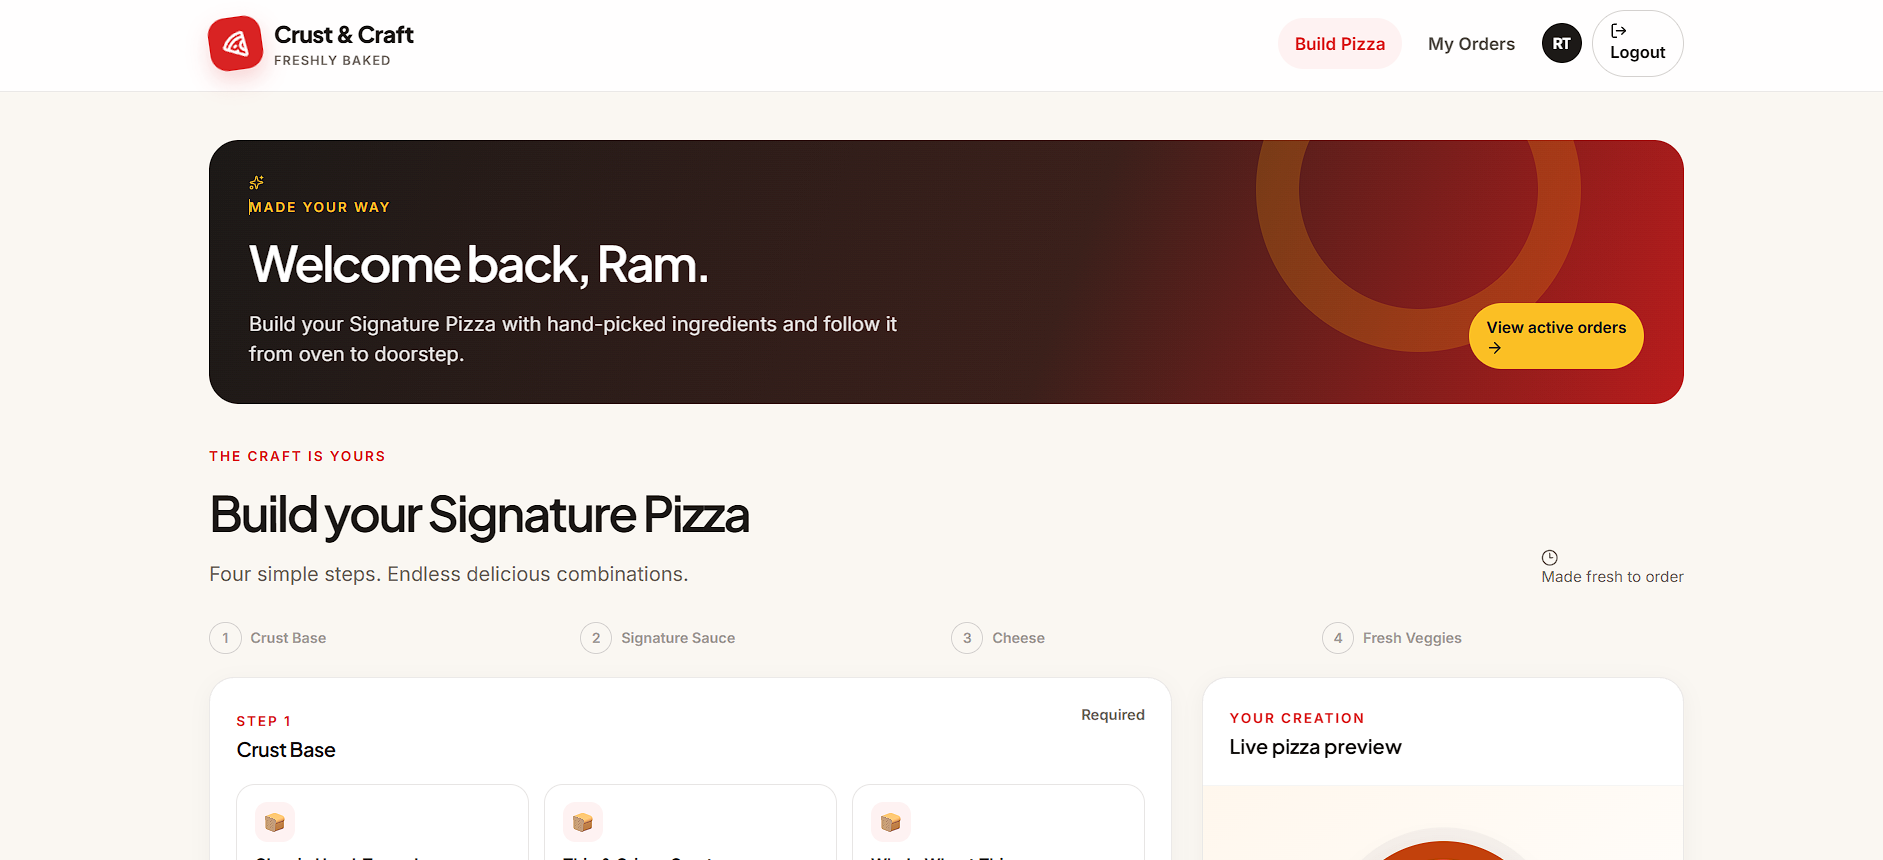 Crust & Craft
FRESHLY BAKED
Build Pizza
My Orders
RT
Logout
MADE YOUR WAY
Welcome back, Ram.
Build your Signature Pizza with hand-picked ingredients and follow it
from oven to doorstep.
View active orders
THE CRAFT IS YOURS
Build your Signature Pizza
Four simple steps. Endless delicious combinations.
Made fresh to order
1 Crust Base
2 Signature Sauce
3 Cheese
4 Fresh Veggies
STEP 1
Required
Crust Base
YOUR CREATION
Live pizza preview